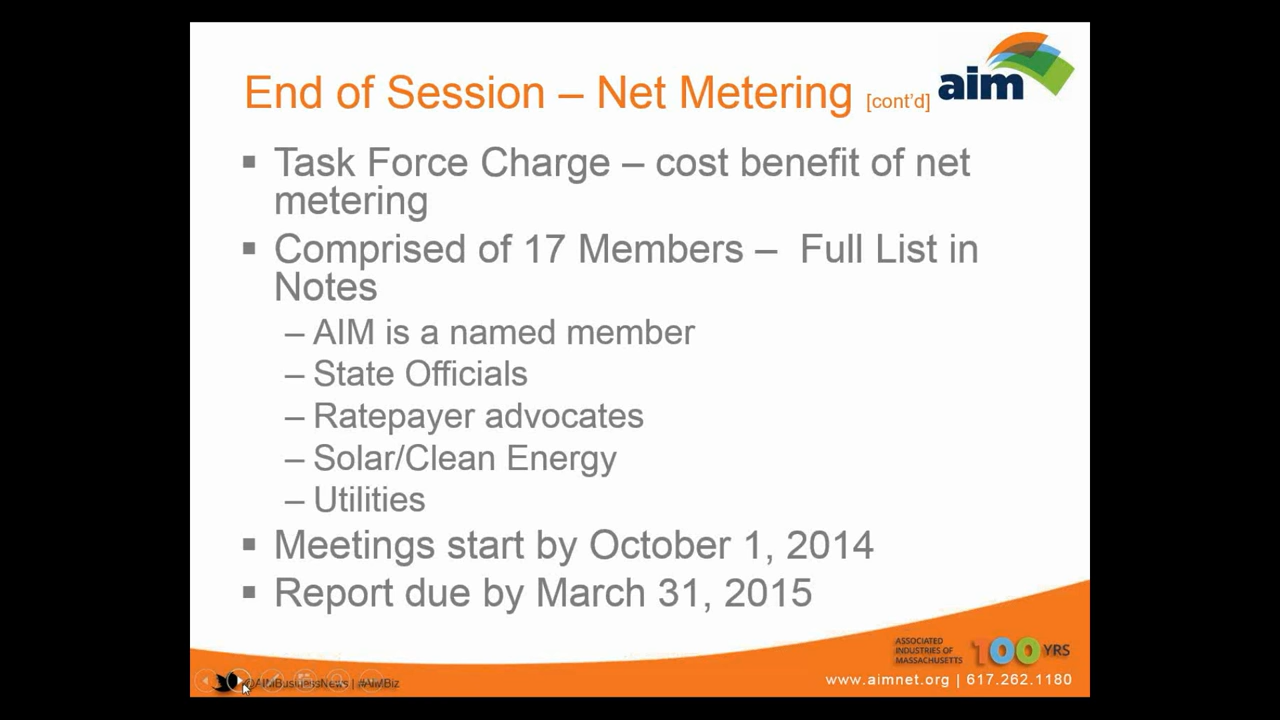 End of Session – Net Metering [cont'd]
aim
▪ Task Force Charge – cost benefit of net
metering
▪ Comprised of 17 Members – Full List in
Notes
– AIM is a named member
– State Officials
– Ratepayer advocates
– Solar/Clean Energy
– Utilities
▪ Meetings start by October 1, 2014
▪ Report due by March 31, 2015
ASSOCIATED
INDUSTRIES OF
MASSACHUSETTS
100 YRS
@AIMBusinessNews | #AIMBiz
www.aimnet.org | 617.262.1180